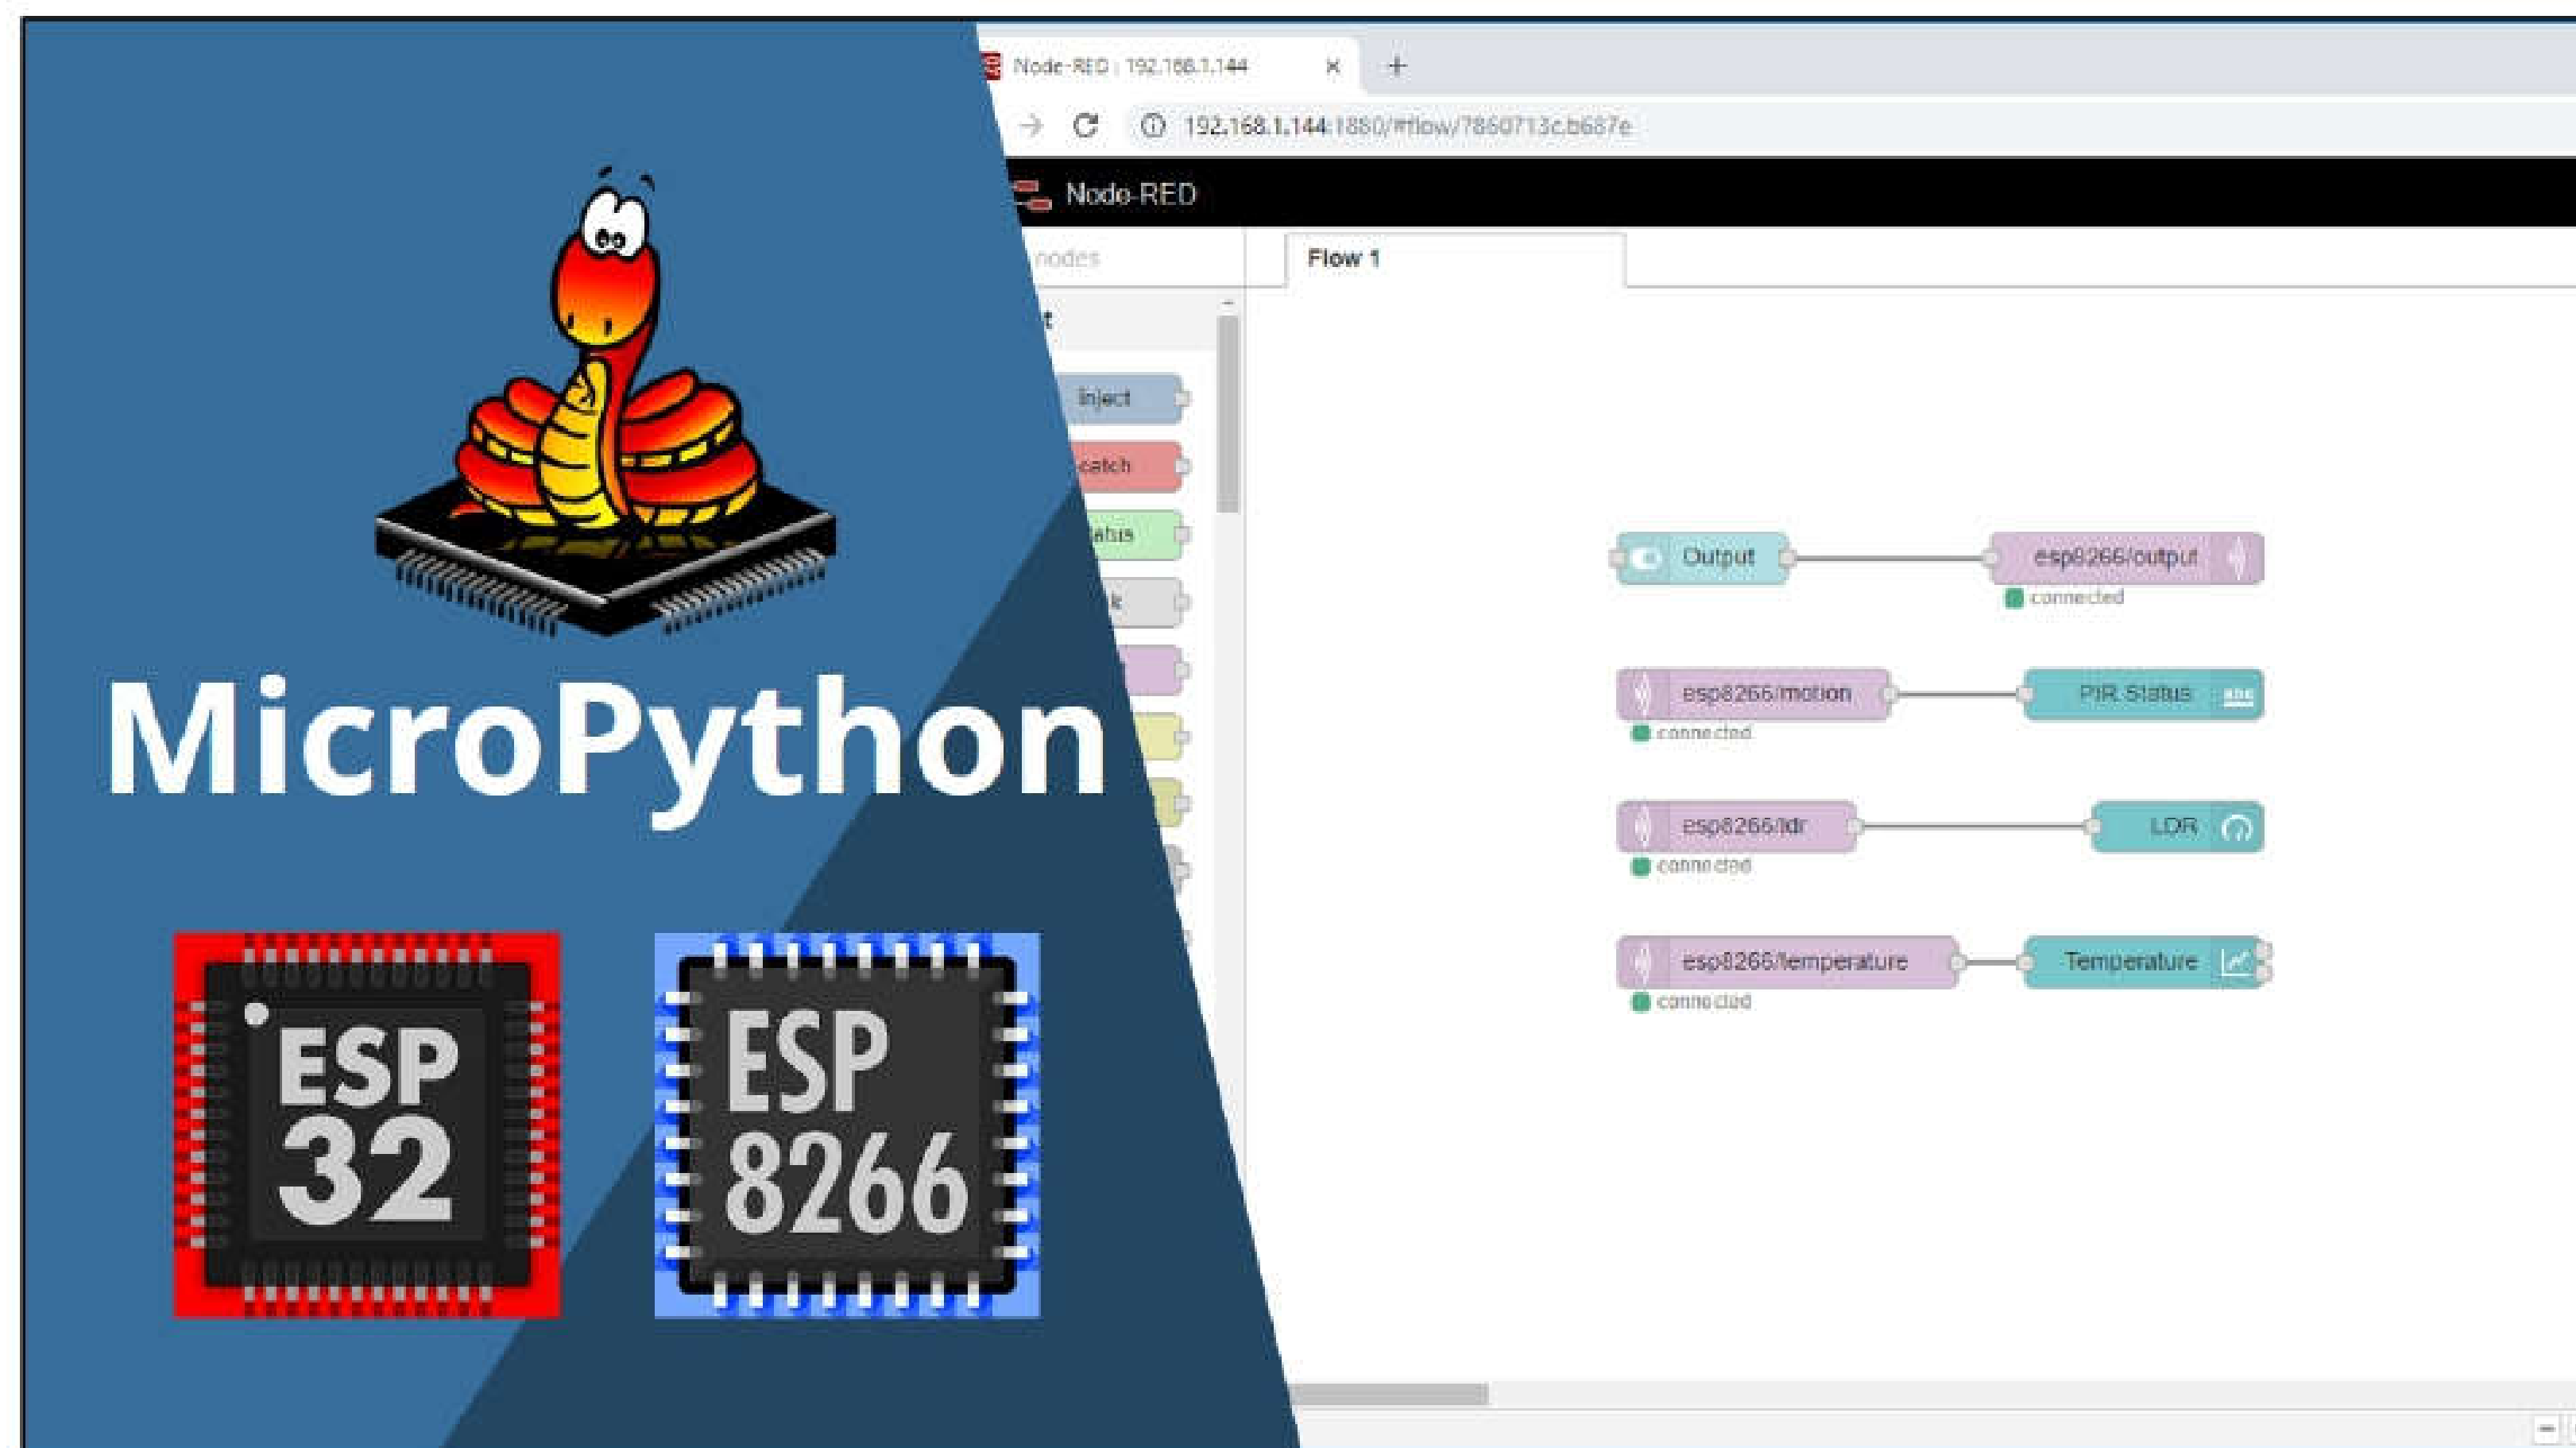 Node-RED : 192.168.1.144
192.168.1.144:1880/#flow/7860713c.b687e
Node-RED
nodes
Flow 1
t
inject
catch
atus
k
Output
esp8266/output
connected
esp8266/motion
PIR Status
connected
esp8266/ldr
LDR
connected
esp8266/temperature
Temperature
connected
MicroPython
ESP
32
ESP
8266